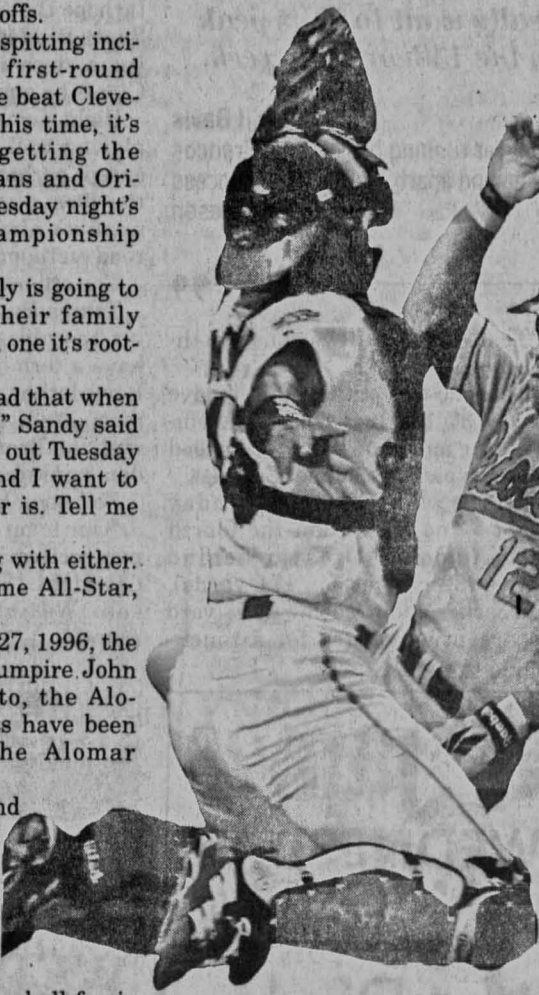 offs.
spitting inci-
first-round
e beat Cleve-
his time, it's
getting the
ans and Ori-
esday night's
ampionship
ly is going to
heir family
one it's root-
ad that when
" Sandy said
out Tuesday
nd I want to
r is. Tell me
g with either.
me All-Star,
27, 1996, the
umpire John
to, the Alo-
s have been
he Alomar
nd
12